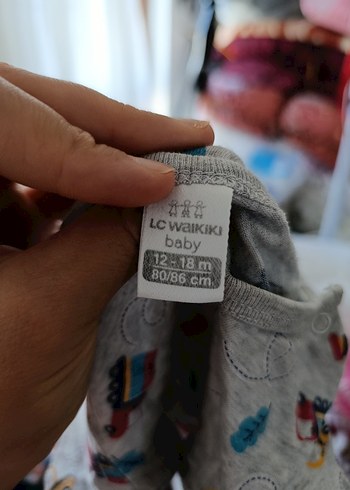 LC WAIKIKI
baby
12 - 18 m
80/86 cm